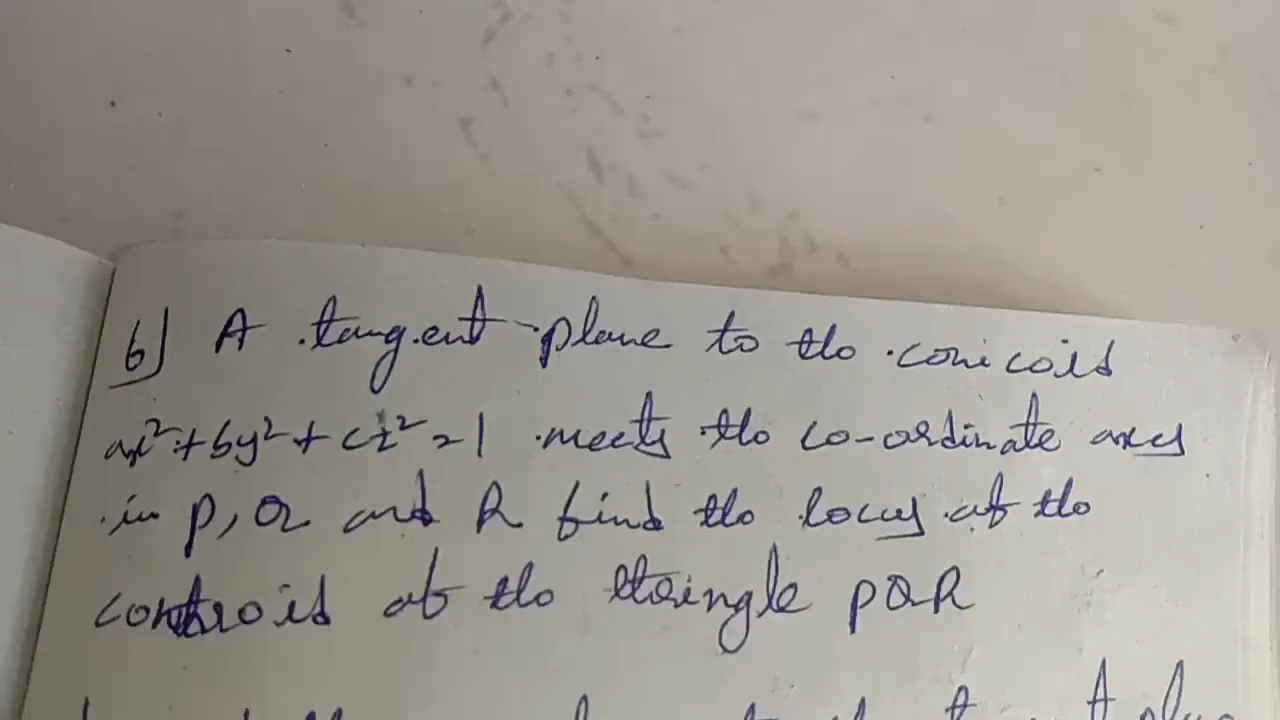 6) A tangent plane to the conicoid
ax²+by²+cz²=1 meets the co-ordinate axes
in P, Q and R find the locus of the
centroid of the traingle PQR